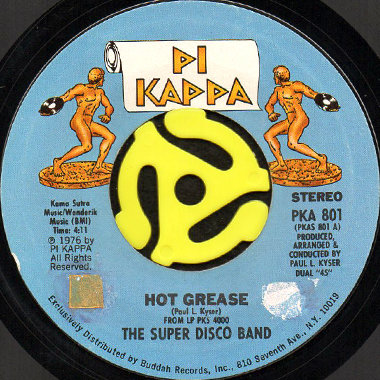 PI
KAPPA
STEREO
PKA 801
(PKAS 801 A)
PRODUCED,
ARRANGED &
CONDUCTED BY
PAUL L. KYSER
DUAL "45"
Kama Sutra
Music/Wanderik
Music (BMI)
Time: 4:11
℗ 1976 by
PI KAPPA
All Rights
Reserved.
HOT GREASE
(Paul L. Kyser)
FROM LP PKS 4000
THE SUPER DISCO BAND
Exclusively Distributed by Buddah Records, Inc., 810 Seventh Ave., N.Y. 10019